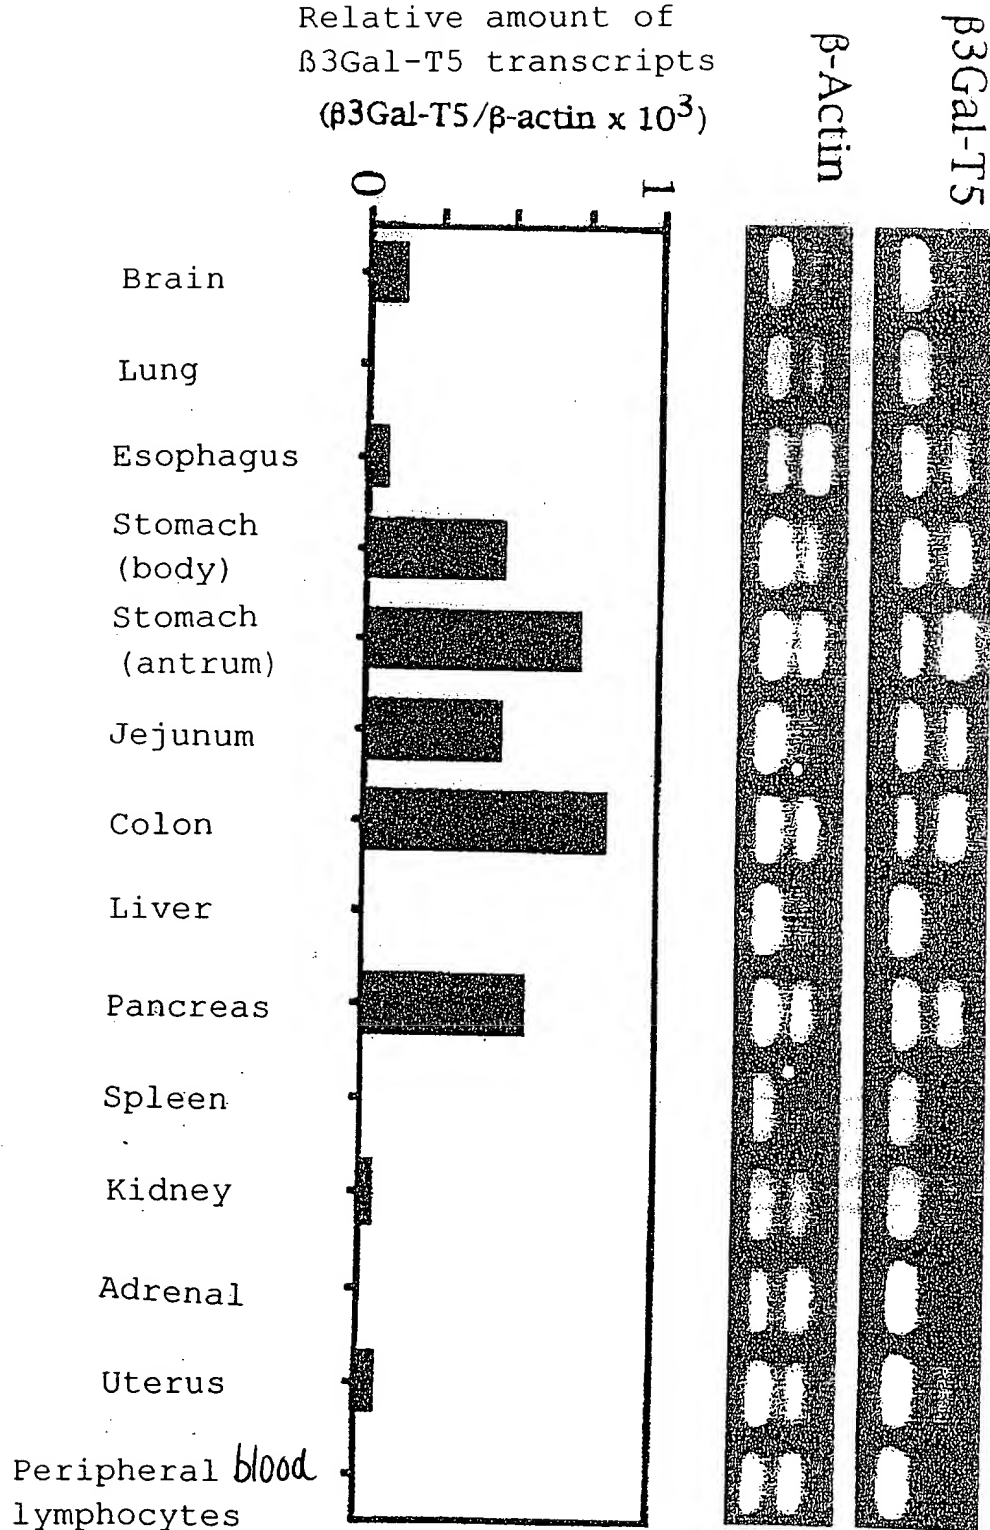 Relative amount of
ß3Gal-T5 transcripts
(β3Gal-T5/β-actin x 10³)
β-Actin
β3Gal-T5
0
1
Brain
Lung
Esophagus
Stomach
(body)
Stomach
(antrum)
Jejunum
Colon
Liver
Pancreas
Spleen
Kidney
Adrenal
Uterus
Peripheral blood
lymphocytes